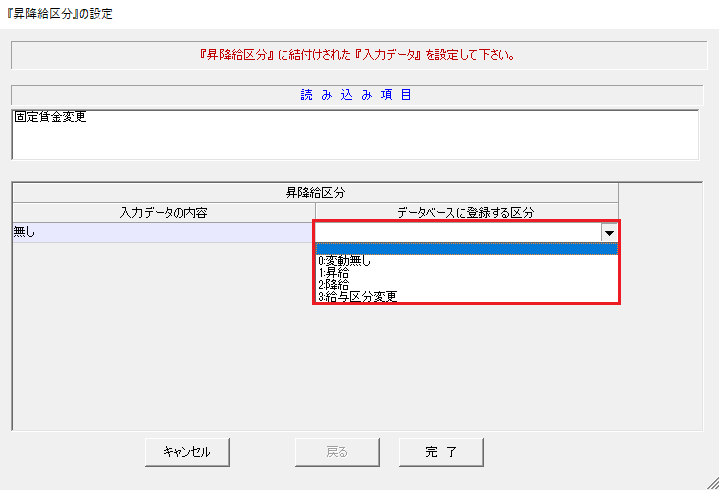 『昇降給区分』の設定
『昇降給区分』に結付けされた『入力データ』を設定して下さい。
読み込み項目
固定賃金変更
昇降給区分
入力データの内容 データベースに登録する区分
無し
0:変動無し
1:昇給
2:降給
3:給与区分変更
キャンセル 戻る 完了